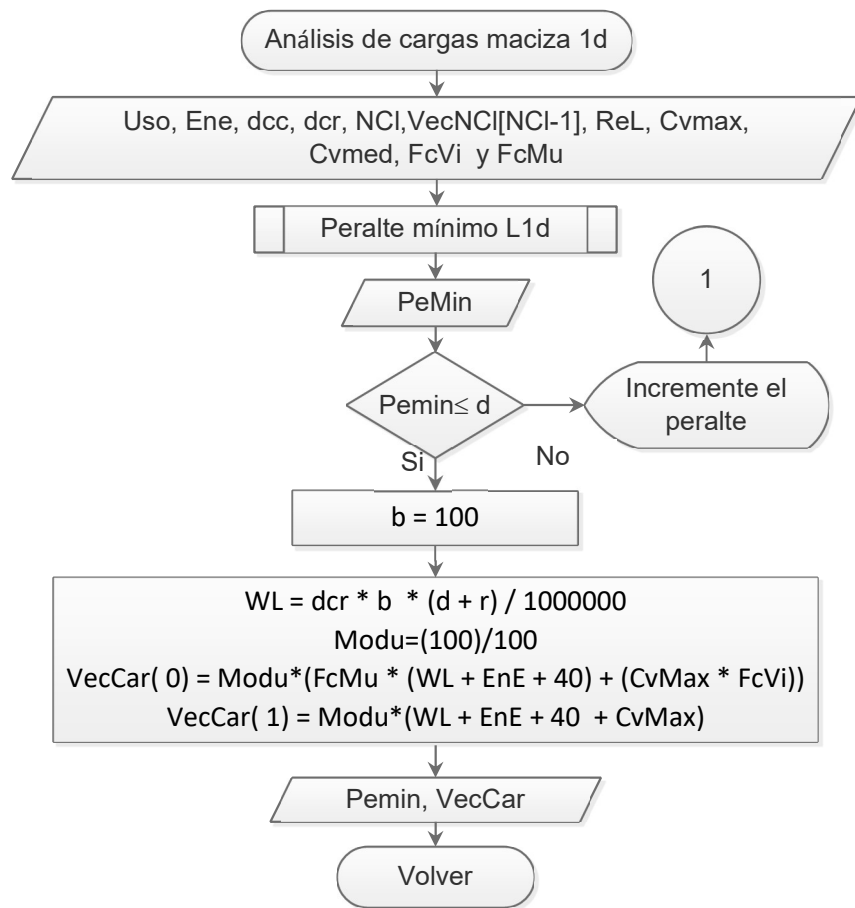 Análisis de cargas maciza 1d
Uso, Ene, dcc, dcr, NCl,VecNCl[NCl-1], ReL, Cvmax,
Cvmed, FcVi y FcMu
Peralte mínimo L1d
1
PeMin
Pemin≤ d
Incremente el
peralte
Si
No
b = 100
WL = dcr * b * (d + r) / 1000000
Modu=(100)/100
VecCar( 0) = Modu*(FcMu * (WL + EnE + 40) + (CvMax * FcVi))
VecCar( 1) = Modu*(WL + EnE + 40 + CvMax)
Pemin, VecCar
Volver